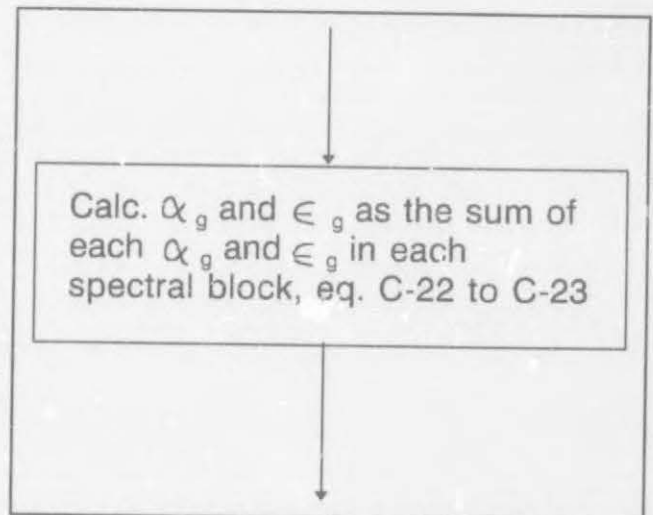 Calc. α g and ∈ g as the sum of
each α g and ∈ g in each
spectral block, eq. C-22 to C-23